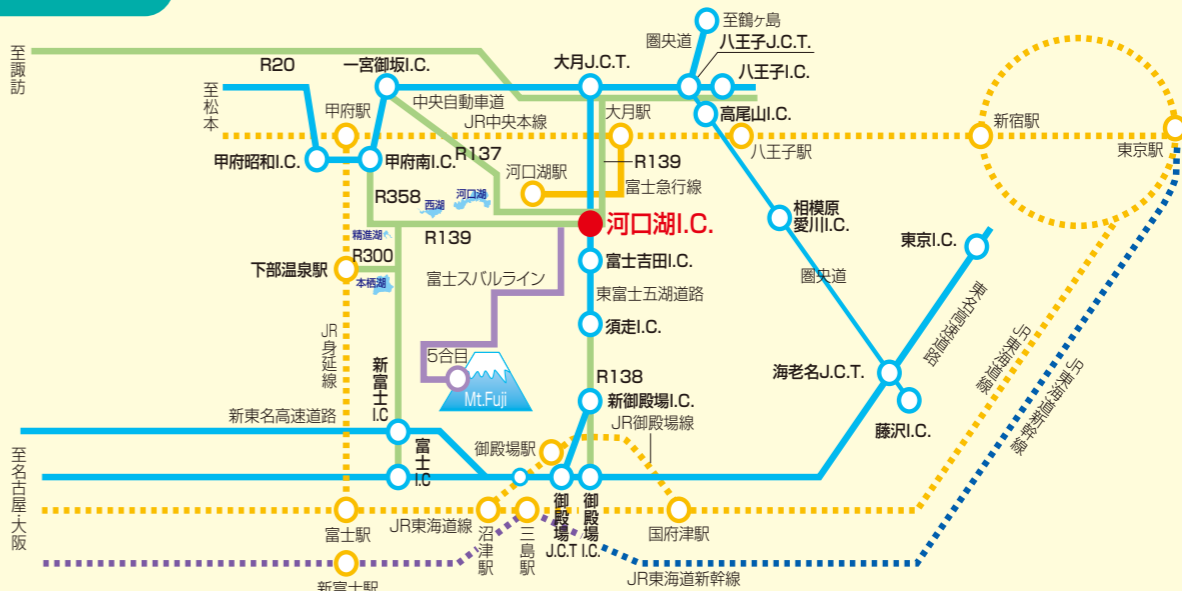 至鶴ヶ島
圏央道
八王子J.C.T.
至諏訪
R20
一宮御坂I.C.
大月J.C.T.
八王子I.C.
至松本
甲府駅
中央自動車道
JR中央本線
大月駅
高尾山I.C.
新宿駅
東京駅
八王子駅
甲府昭和I.C.
甲府南I.C.
R137
河口湖駅
R139
富士急行線
R358
西湖
河口湖
河口湖I.C.
相模原
愛川I.C.
精進湖
R139
東京I.C.
R300
下部温泉駅
本栖湖
富士スバルライン
富士吉田I.C.
圏央道
東富士五湖道路
東名高速道路
JR身延線
須走I.C.
JR東海道線
JR東海道新幹線
新富士I.C
5合目
Mt.Fuji
R138
海老名J.C.T.
新御殿場I.C.
藤沢I.C.
新東名高速道路
JR御殿場線
御殿場駅
富士I.C
至名古屋・大阪
御殿場J.C.T
御殿場I.C.
富士駅
JR東海道線
沼津駅
三島駅
国府津駅
JR東海道新幹線
新富士駅